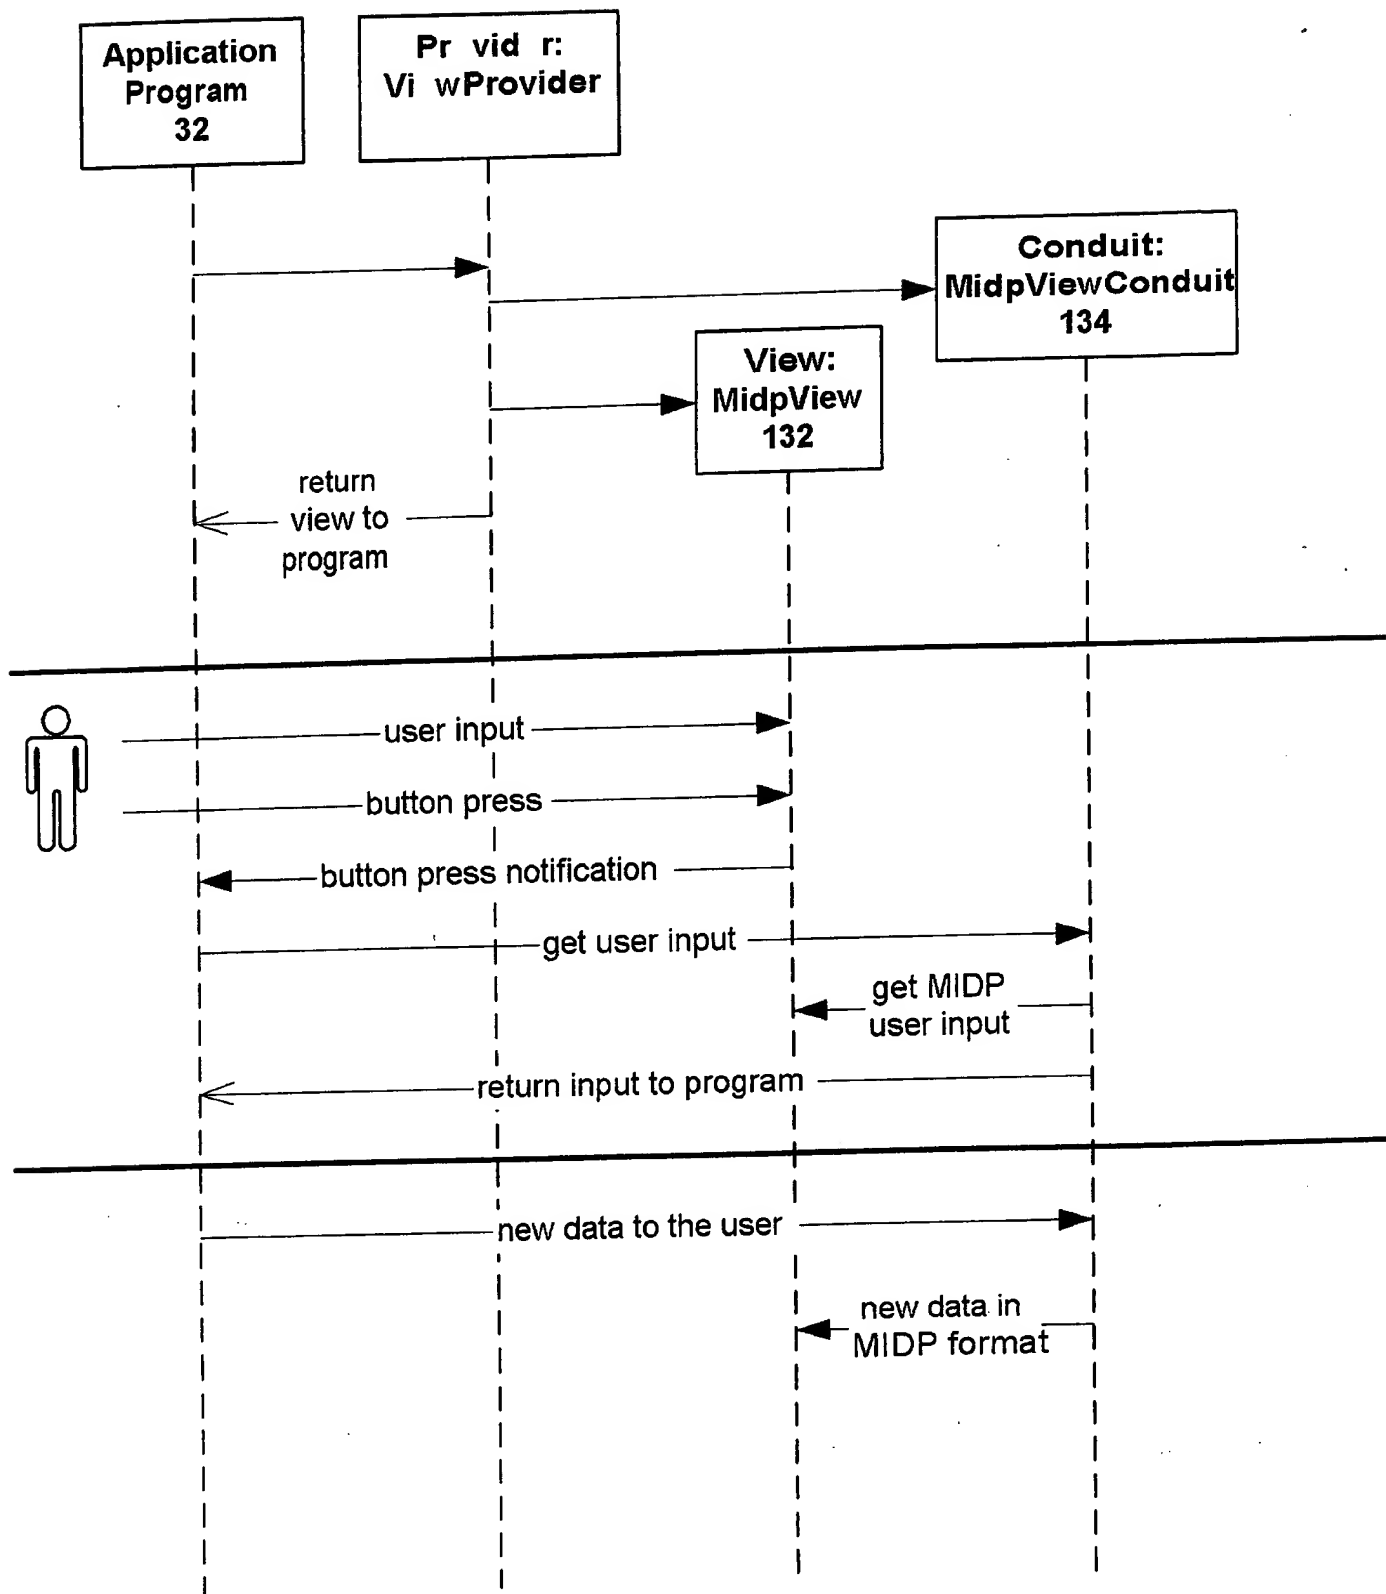 Application
Program
32
Pr vid r:
Vi wProvider
Conduit:
MidpViewConduit
134
View:
MidpView
132
return
view to
program
user input
button press
button press notification
get user input
get MIDP
user input
return input to program
new data to the user
new data in
MIDP format